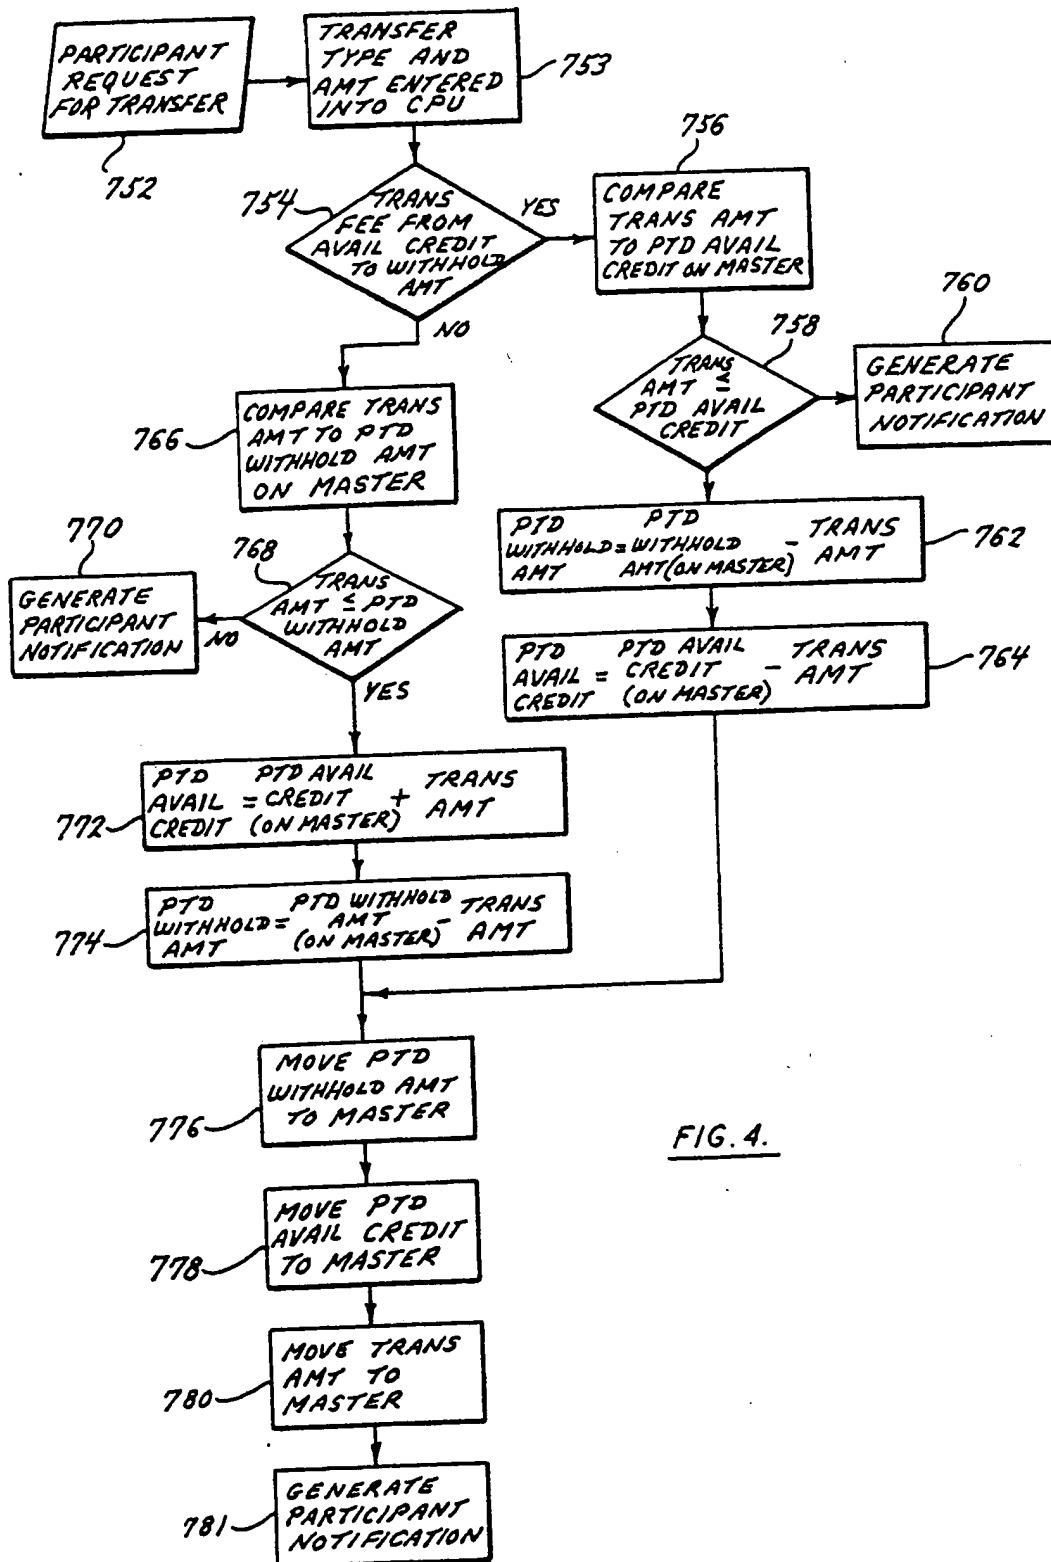 PARTICIPANT
REQUEST
FOR TRANSFER
752
TRANSFER
TYPE AND
AMT ENTERED
INTO CPU
753
754
TRANS
FEE FROM
AVAIL CREDIT
TO WITHHOLD
AMT
YES
NO
756
COMPARE
TRANS AMT
TO PTD AVAIL
CREDIT ON MASTER
758
TRANS
AMT ≤
PTD AVAIL
CREDIT
760
GENERATE
PARTICIPANT
NOTIFICATION
766
COMPARE TRANS
AMT TO PTD
WITHHOLD AMT
ON MASTER
770
GENERATE
PARTICIPANT
NOTIFICATION
768
TRANS
AMT ≤ PTD
WITHHOLD
AMT
NO
YES
PTD PTD TRANS
WITHHOLD = WITHHOLD - AMT
AMT AMT (ON MASTER)
762
PTD PTD AVAIL TRANS
AVAIL = CREDIT - AMT
CREDIT (ON MASTER)
764
PTD PTD AVAIL TRANS
AVAIL = CREDIT + AMT
CREDIT (ON MASTER)
772
PTD PTD WITHHOLD TRANS
WITHHOLD = AMT - AMT
AMT (ON MASTER)
774
MOVE PTD
WITHHOLD AMT
TO MASTER
776
FIG. 4.
MOVE PTD
AVAIL CREDIT
TO MASTER
778
MOVE TRANS
AMT TO
MASTER
780
GENERATE
PARTICIPANT
NOTIFICATION
781